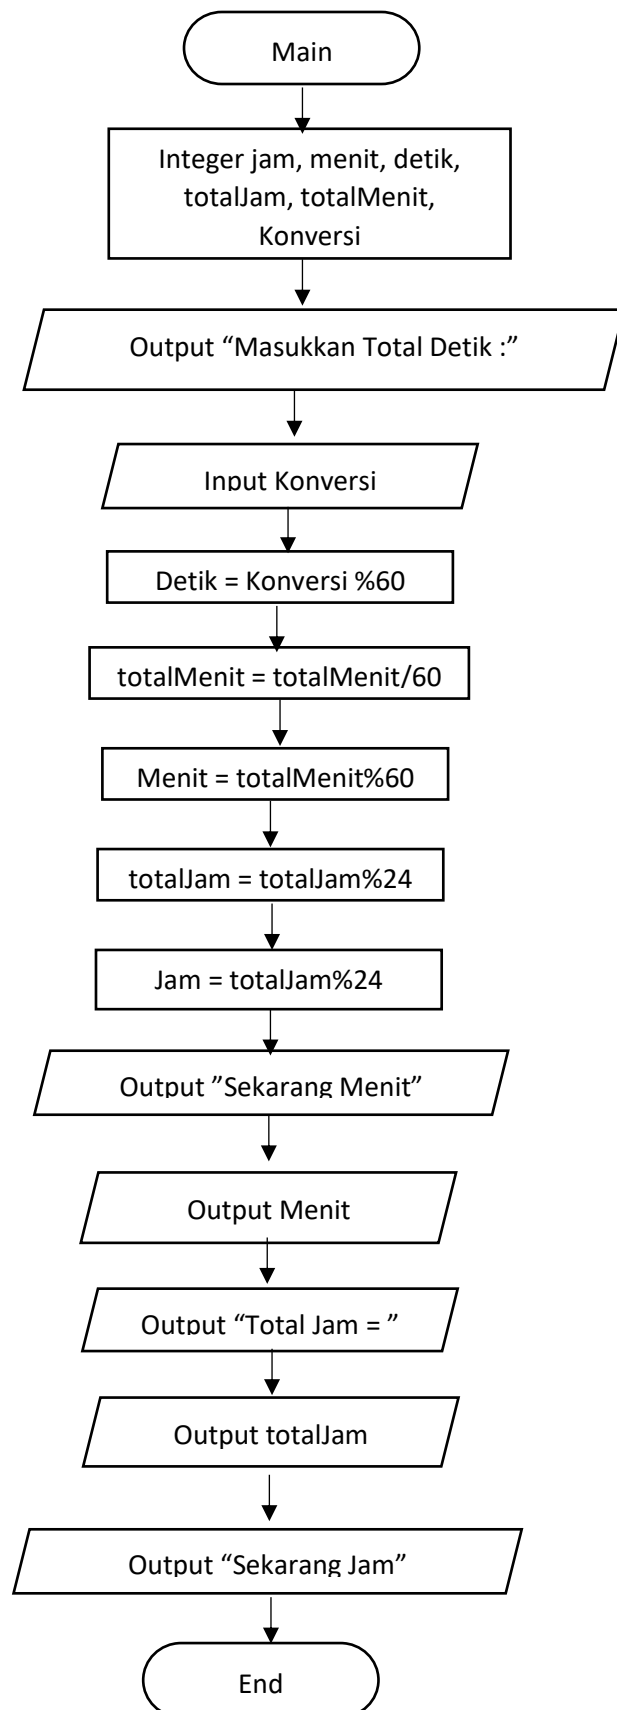 Main
Integer jam, menit, detik,
totalJam, totalMenit,
Konversi
Output “Masukkan Total Detik :”
Input Konversi
Detik = Konversi %60
totalMenit = totalMenit/60
Menit = totalMenit%60
totalJam = totalJam%24
Jam = totalJam%24
Output ”Sekarang Menit”
Output Menit
Output “Total Jam = ”
Output totalJam
Output “Sekarang Jam”
End